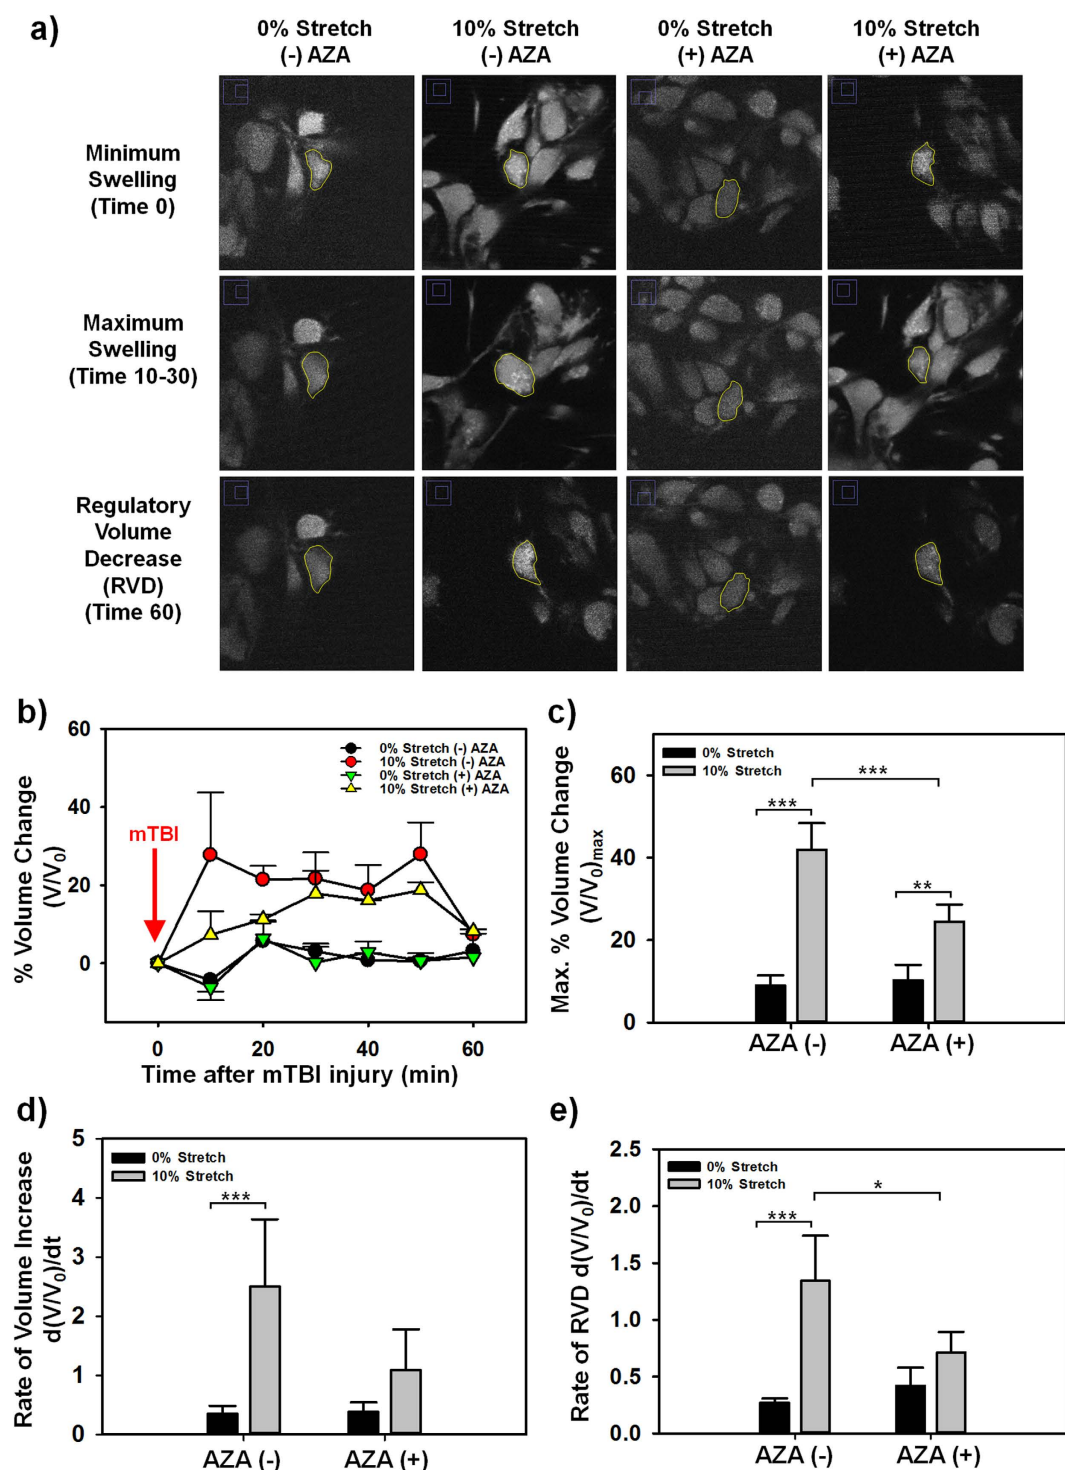 a)
0% Stretch
(-) AZA
10% Stretch
(-) AZA
0% Stretch
(+) AZA
10% Stretch
(+) AZA
Minimum
Swelling
(Time 0)
Maximum
Swelling
(Time 10-30)
Regulatory
Volume
Decrease
(RVD)
(Time 60)
b)
% Volume Change
(V/V0)
60
40
20
0
mTBI
0% Stretch (-) AZA
10% Stretch (-) AZA
0% Stretch (+) AZA
10% Stretch (+) AZA
0 20 40 60
Time after mTBI injury (min)
c)
Max. % Volume Change
(V/V0)max
60
40
20
0
0% Stretch
10% Stretch
***
***
**
AZA (-) AZA (+)
d)
Rate of Volume Increase
d(V/V0)/dt
5
4
3
2
1
0
0% Stretch
10% Stretch
***
AZA (-) AZA (+)
e)
Rate of RVD d(V/V0)/dt
2.5
2.0
1.5
1.0
0.5
0.0
0% Stretch
10% Stretch
*
***
AZA (-) AZA (+)